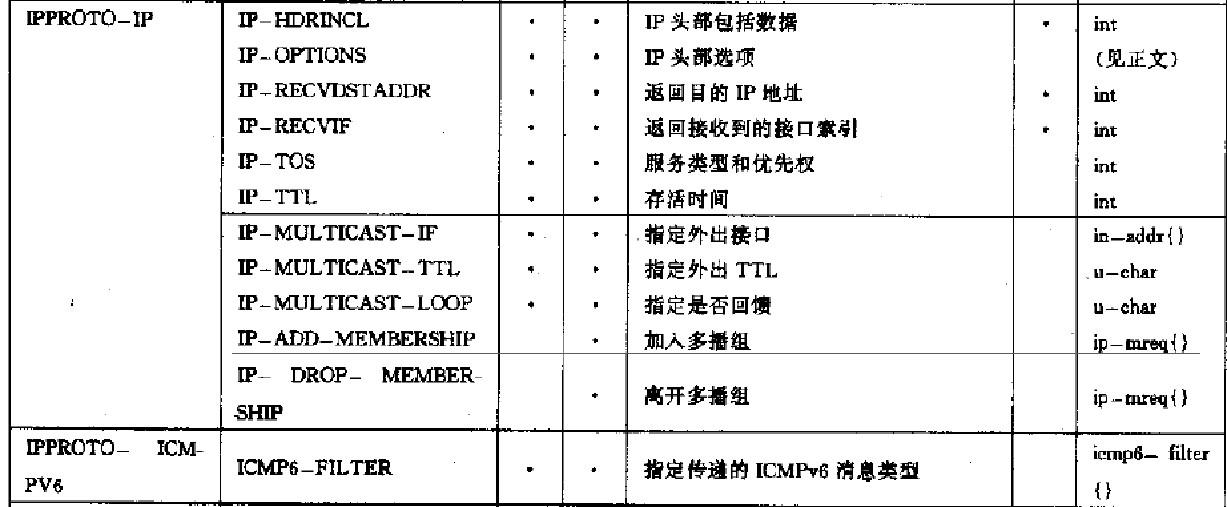 IPPROTO-IP IP-HDRINCL • • IP 头部包括数据 • int
IP-OPTIONS • • IP 头部选项 (见正文)
IP-RECVDSTADDR • • 返回目的 IP 地址 • int
IP-RECVIF • • 返回接收到的接口索引 • int
IP-TOS • • 服务类型和优先权 int
IP-TTL • • 存活时间 int
IP-MULTICAST-IF • • 指定外出接口 in-addr{}
IP-MULTICAST-TTL • • 指定外出 TTL u-char
IP-MULTICAST-LOOP • • 指定是否回馈 u-char
IP-ADD-MEMBERSHIP • 加入多播组 ip-mreq{}
IP- DROP- MEMBER-
SHIP • 离开多播组 ip-mreq{}
IPPROTO- ICM-
PV6 ICMP6-FILTER • • 指定传递的 ICMPv6 消息类型 icmp6- filter
{}